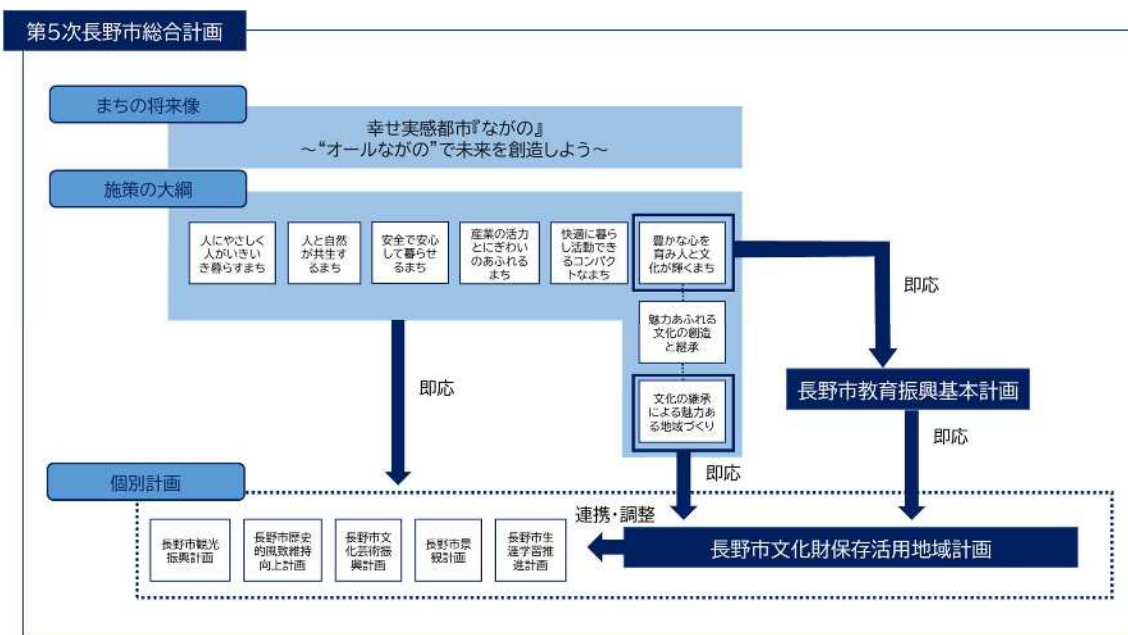 第5次長野市総合計画
まちの将来像
幸せ実感都市『ながの』
～“オールながの”で未来を創造しよう～
施策の大綱
人にやさしく
人がいきい
き暮らすまち
人と自然
が共生す
るまち
安全で安心
して暮らせ
るまち
産業の活力
とにぎわい
のあふれる
まち
快適に暮ら
し活動でき
るコンパク
トなまち
豊かな心を
育み人と文
化が輝くまち
即応
魅力あふれる
文化の創造
と継承
長野市教育振興基本計画
即応
文化の継承
による魅力あ
る地域づくり
即応
個別計画
即応
連携・調整
長野市観光
振興計画
長野市歴史
的風致維持
向上計画
長野市文
化芸術振
興計画
長野市景
観計画
長野市生
涯学習推
進計画
長野市文化財保存活用地域計画